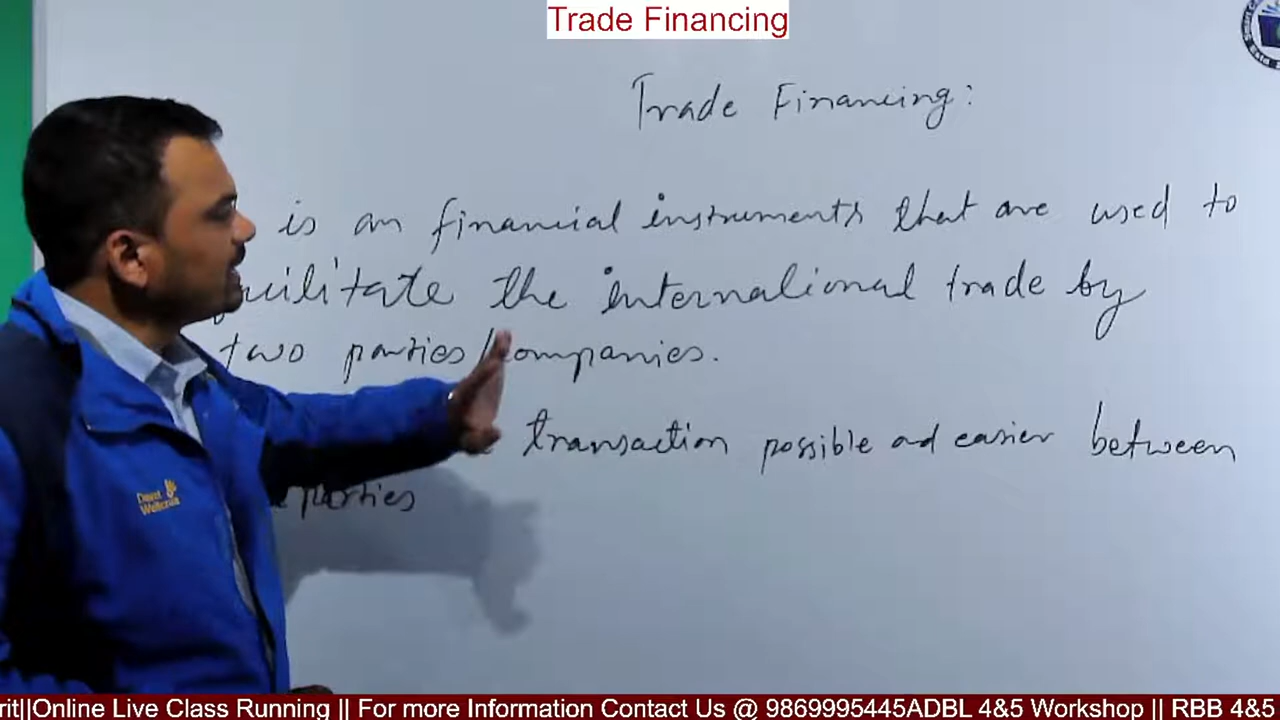 Trade Financing
Trade Financing:
is an financial instruments that are used to
facilitate the international trade by
two parties/companies.
transaction possible and easier between
parties
rit||Online Live Class Running || For more Information Contact Us @ 9869995445ADBL 4&5 Workshop || RBB 4&5